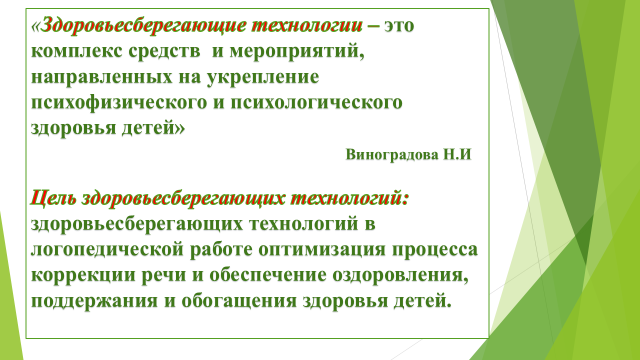 «Здоровьесберегающие технологии – это
комплекс средств и мероприятий,
направленных на укрепление
психофизического и психологического
здоровья детей»
Виноградова Н.И
Цель здоровьесберегающих технологий:
здоровьесберегающих технологий в
логопедической работе оптимизация процесса
коррекции речи и обеспечение оздоровления,
поддержания и обогащения здоровья детей.